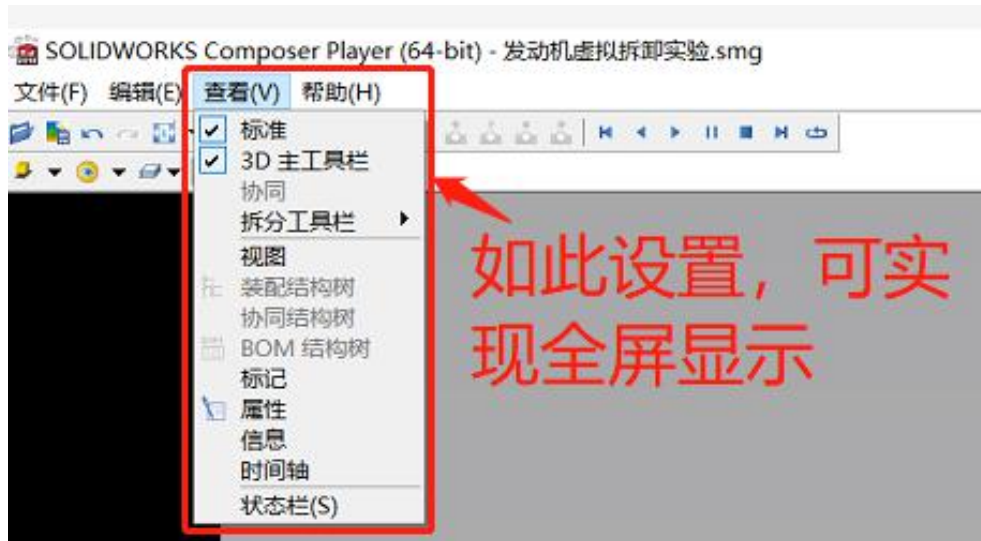 SOLIDWORKS Composer Player (64-bit) - 发动机虚拟拆卸实验.smg
文件(F) 编辑(E) 查看(V) 帮助(H)
标准
3D 主工具栏
协同
拆分工具栏
视图
装配结构树
协同结构树
BOM 结构树
标记
属性
信息
时间轴
状态栏(S)
如此设置，可实
现全屏显示